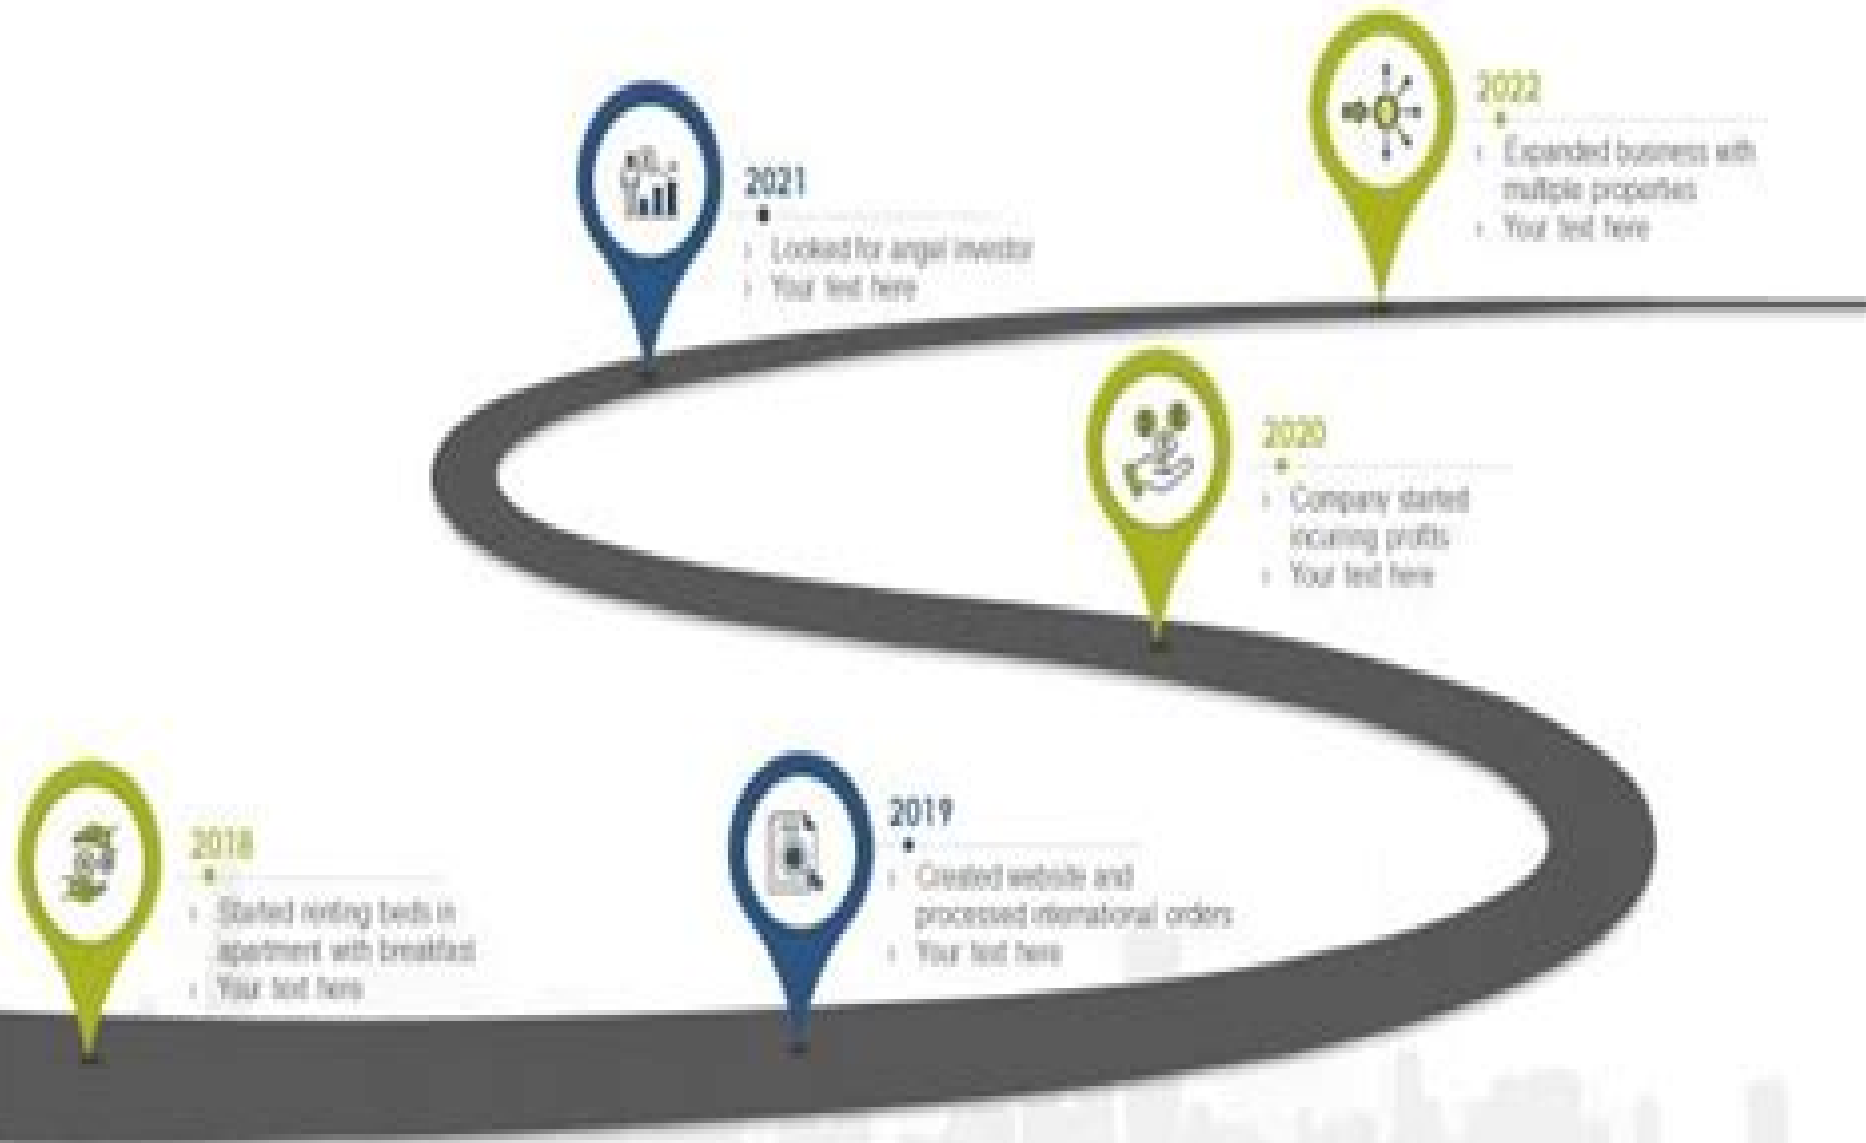 2022
Expanded business with
multiple properties
Your text here
2021
Looked for angel investor
Your text here
2020
Company started
incurring profits
Your text here
2019
Created website and
processed international orders
Your text here
2018
Started renting beds in
apartment with breakfast
Your text here